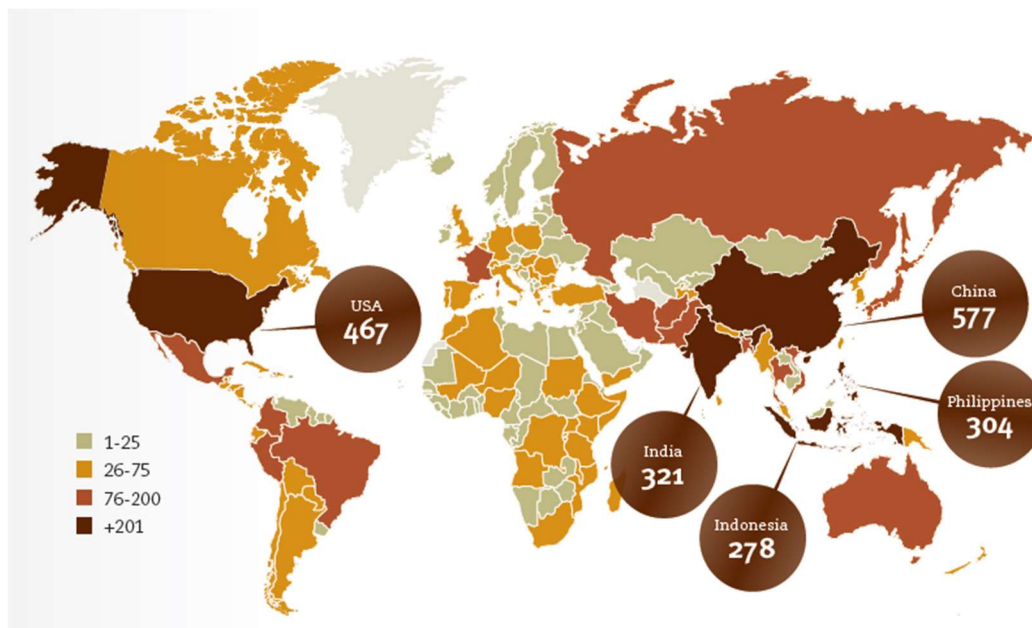 USA
467
China
577
Philippines
304
India
321
Indonesia
278
1-25
26-75
76-200
+201